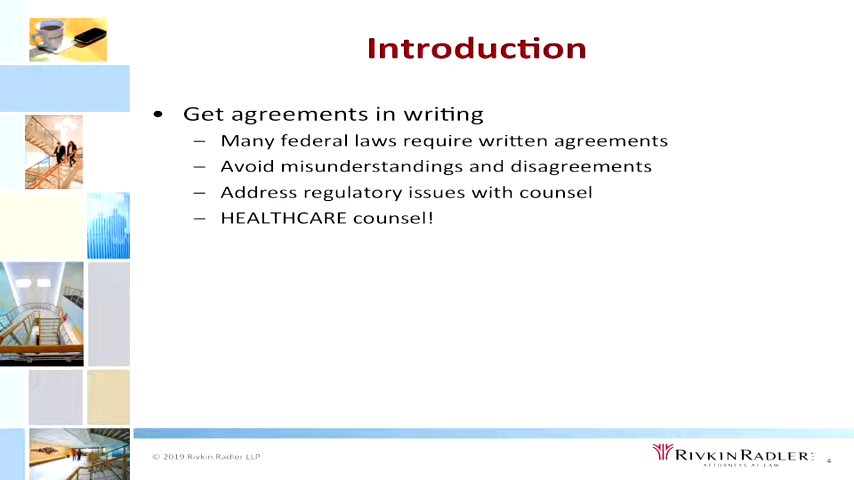 Introduction
• Get agreements in writing
– Many federal laws require written agreements
– Avoid misunderstandings and disagreements
– Address regulatory issues with counsel
– HEALTHCARE counsel!
© 2019 Rivkin Radler LLP
RIVKIN RADLER
ATTORNEYS AT LAW
4